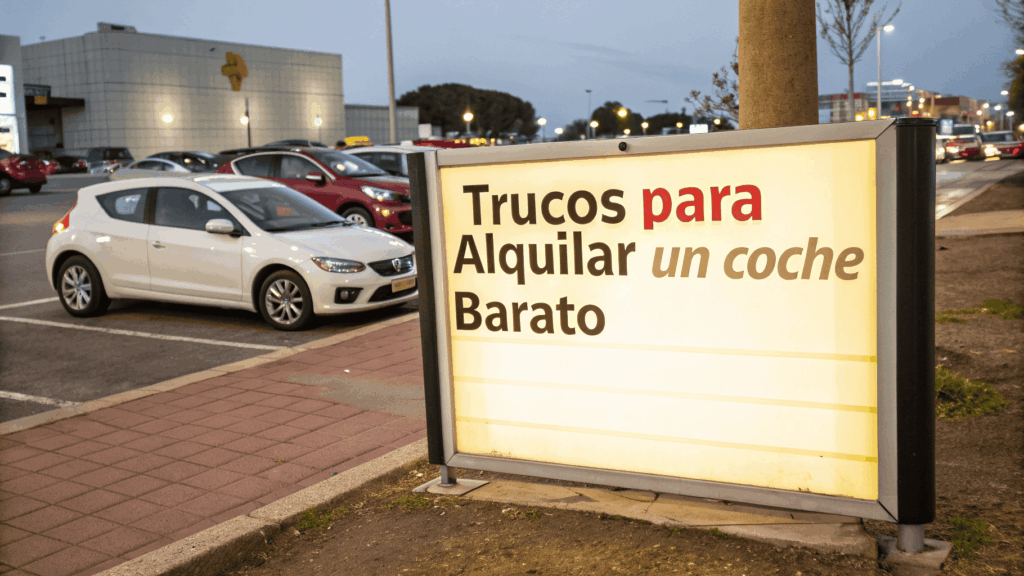 Trucos para
Alquilar un coche
Barato